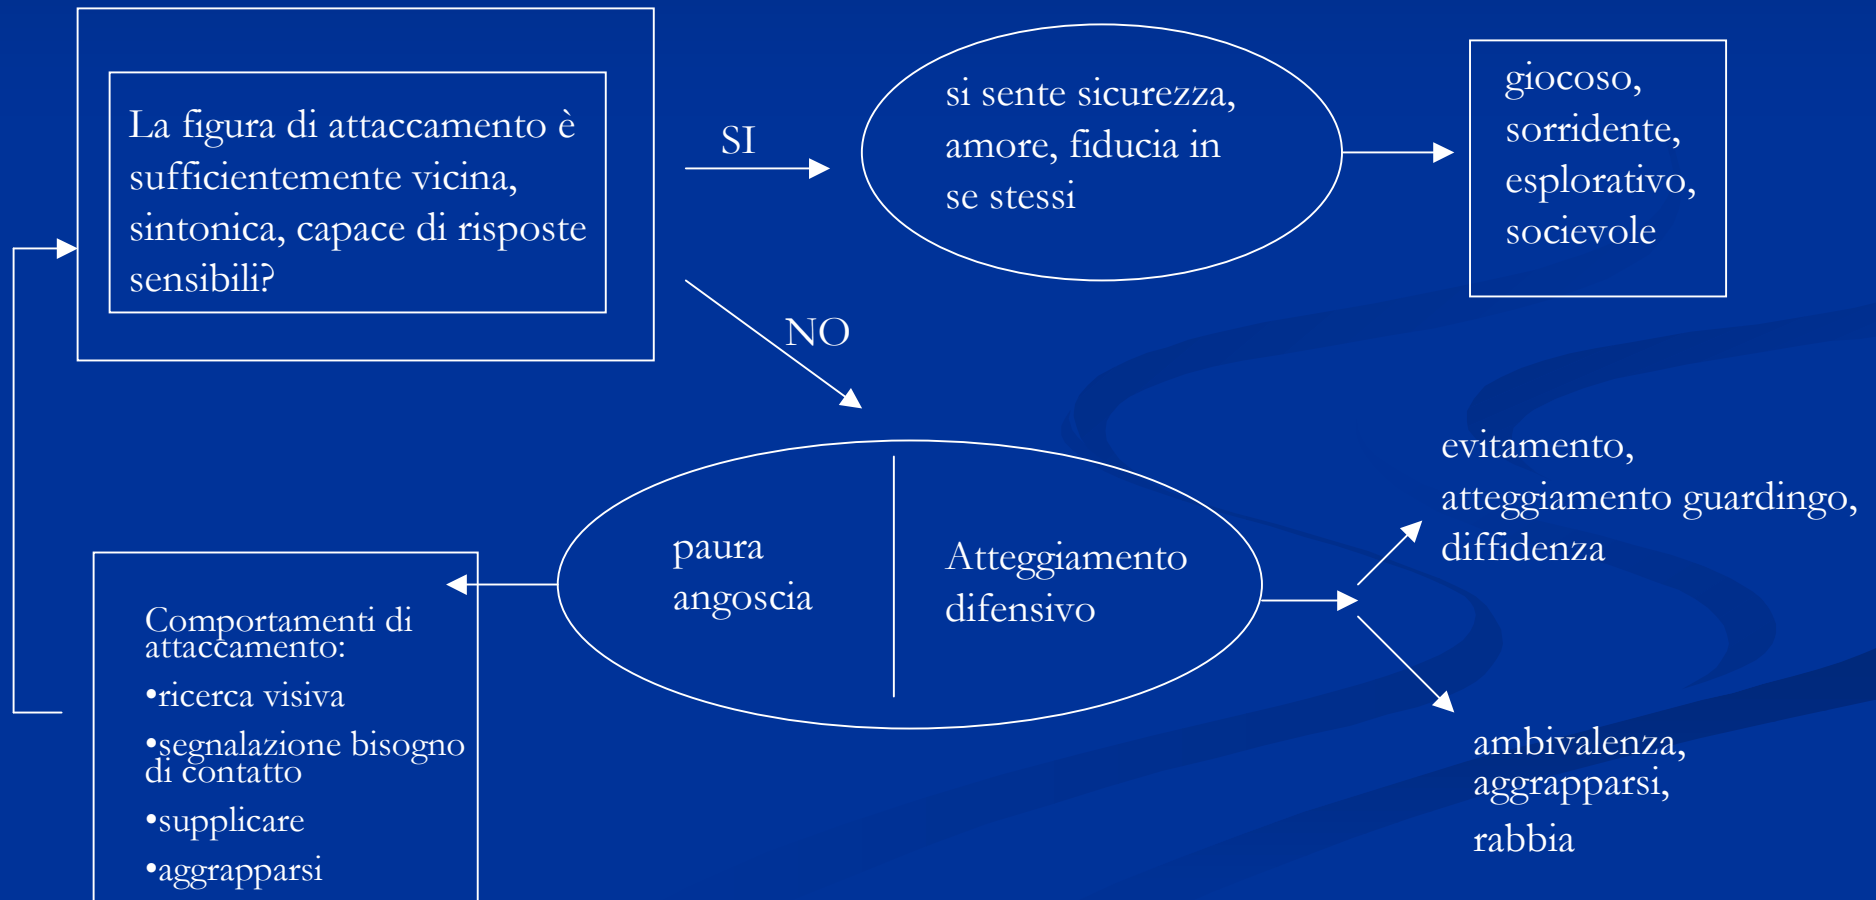 La figura di attaccamento è
sufficientemente vicina,
sintonica, capace di risposte
sensibili?
SI
si sente sicurezza,
amore, fiducia in
se stessi
giocoso,
sorridente,
esplorativo,
socievole
NO
paura
angoscia
Atteggiamento
difensivo
evitamento,
atteggiamento guardingo,
diffidenza
ambivalenza,
aggrapparsi,
rabbia
Comportamenti di
attaccamento:
•ricerca visiva
•segnalazione bisogno
di contatto
•supplicare
•aggrapparsi